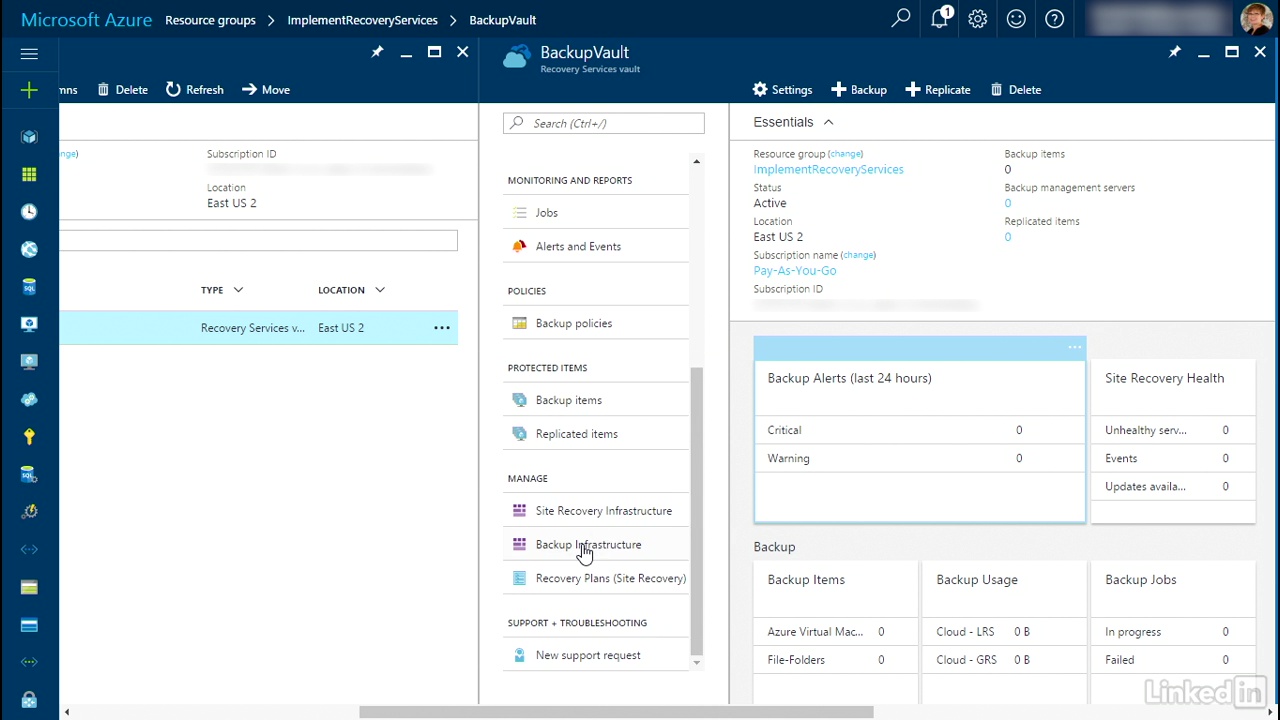 Microsoft Azure Resource groups > ImplementRecoveryServices > BackupVault
1
BackupVault
Recovery Services vault
mns Delete Refresh Move
Settings Backup Replicate Delete
Search (Ctrl+/)
Essentials
nge)
Subscription ID
Location
East US 2
TYPE LOCATION
Recovery Services v... East US 2 ...
MONITORING AND REPORTS
Jobs
Alerts and Events
POLICIES
Backup policies
PROTECTED ITEMS
Backup items
Replicated items
MANAGE
Site Recovery Infrastructure
Backup Infrastructure
Recovery Plans (Site Recovery)
SUPPORT + TROUBLESHOOTING
New support request
Resource group (change)
ImplementRecoveryServices
Status
Active
Location
East US 2
Subscription name (change)
Pay-As-You-Go
Subscription ID
Backup items
0
Backup management servers
0
Replicated items
0
...
Backup Alerts (last 24 hours)
Critical 0
Warning 0
Site Recovery Health
Unhealthy serv... 0
Events 0
Updates availa... 0
Backup
Backup Items
Azure Virtual Mac... 0
File-Folders 0
Backup Usage
Cloud - LRS 0 B
Cloud - GRS 0 B
Backup Jobs
In progress 0
Failed 0
Linked in